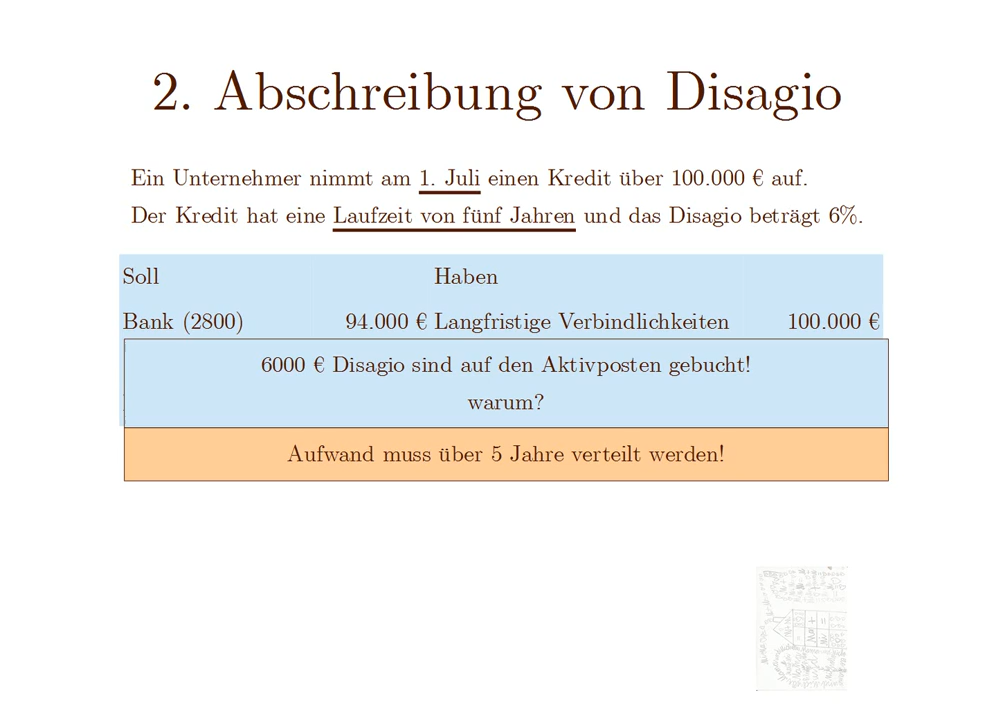 2. Abschreibung von Disagio
Ein Unternehmer nimmt am 1. Juli einen Kredit über 100.000 € auf.
Der Kredit hat eine Laufzeit von fünf Jahren und das Disagio beträgt 6%.
Soll Haben
Bank (2800) 94.000 € Langfristige Verbindlichkeiten 100.000 €
6000 € Disagio sind auf den Aktivposten gebucht!
warum?
Aufwand muss über 5 Jahre verteilt werden!